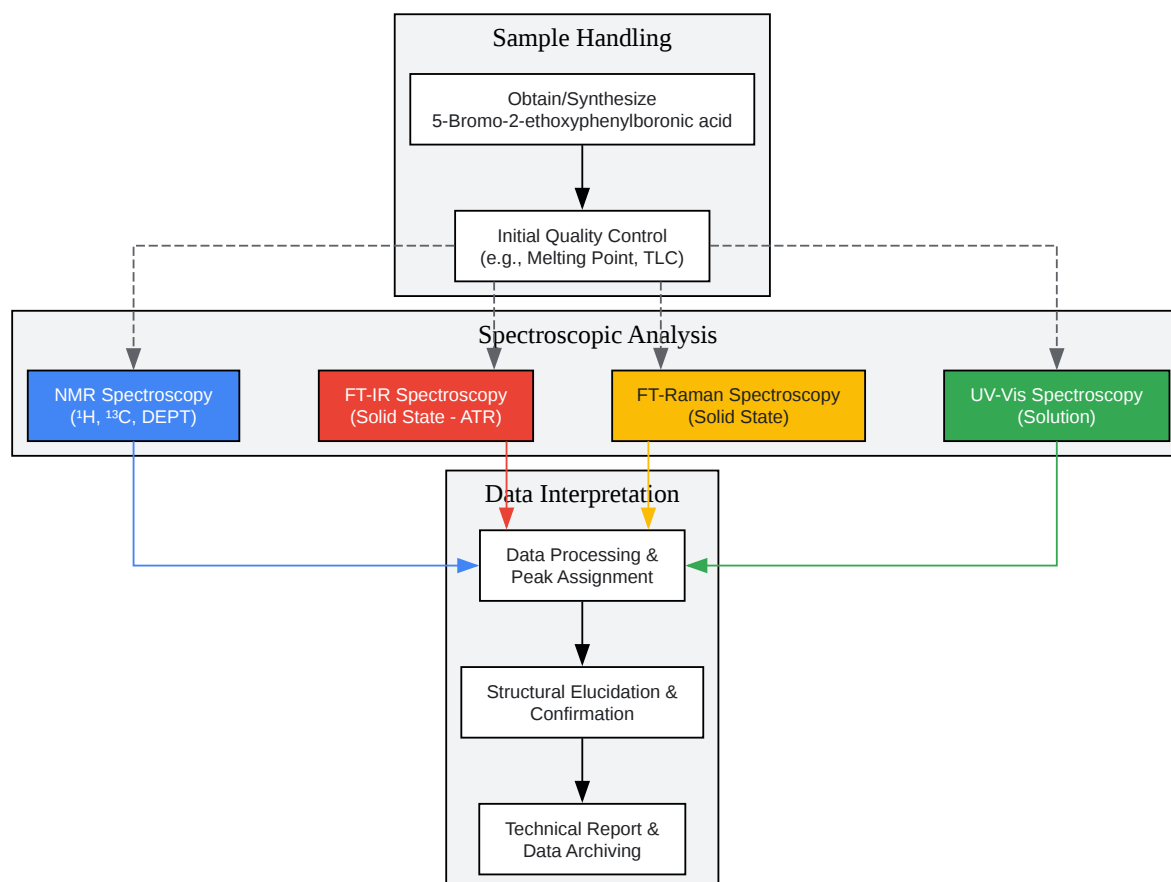 Sample Handling
Obtain/Synthesize
5-Bromo-2-ethoxyphenylboronic acid
Initial Quality Control
(e.g., Melting Point, TLC)
Spectroscopic Analysis
NMR Spectroscopy
(¹H, ¹³C, DEPT)
FT-IR Spectroscopy
(Solid State - ATR)
FT-Raman Spectroscopy
(Solid State)
UV-Vis Spectroscopy
(Solution)
Data Interpretation
Data Processing &
Peak Assignment
Structural Elucidation &
Confirmation
Technical Report &
Data Archiving